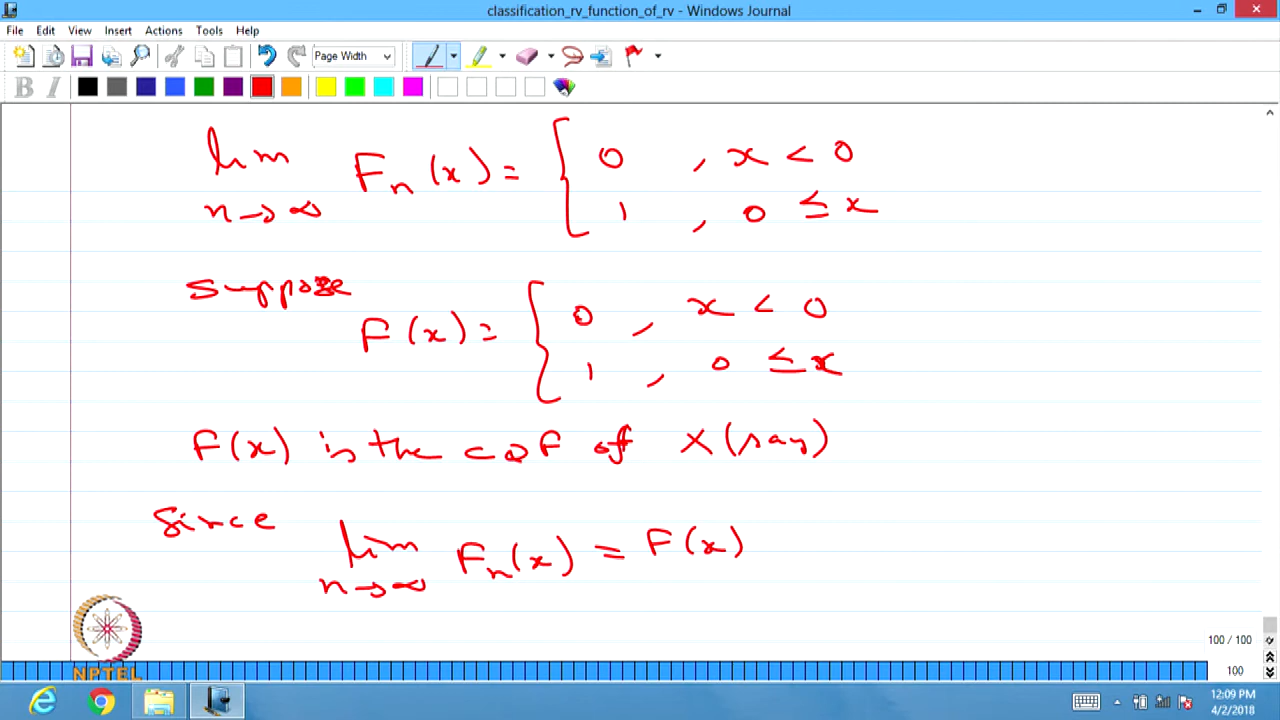 classification_rv_function_of_rv - Windows Journal
File Edit View Insert Actions Tools Help
Page Width
B I
lim n→∞ Fn(x) = { 0 , x < 0
1 , 0 ≤ x
suppose
F(x) = { 0 , x < 0
1 , 0 ≤ x
F(x) is the CDF of X(say)
Since lim n→∞ Fn(x) = F(x)
NPTEL
100 / 100
100
12:09 PM
4/2/2018